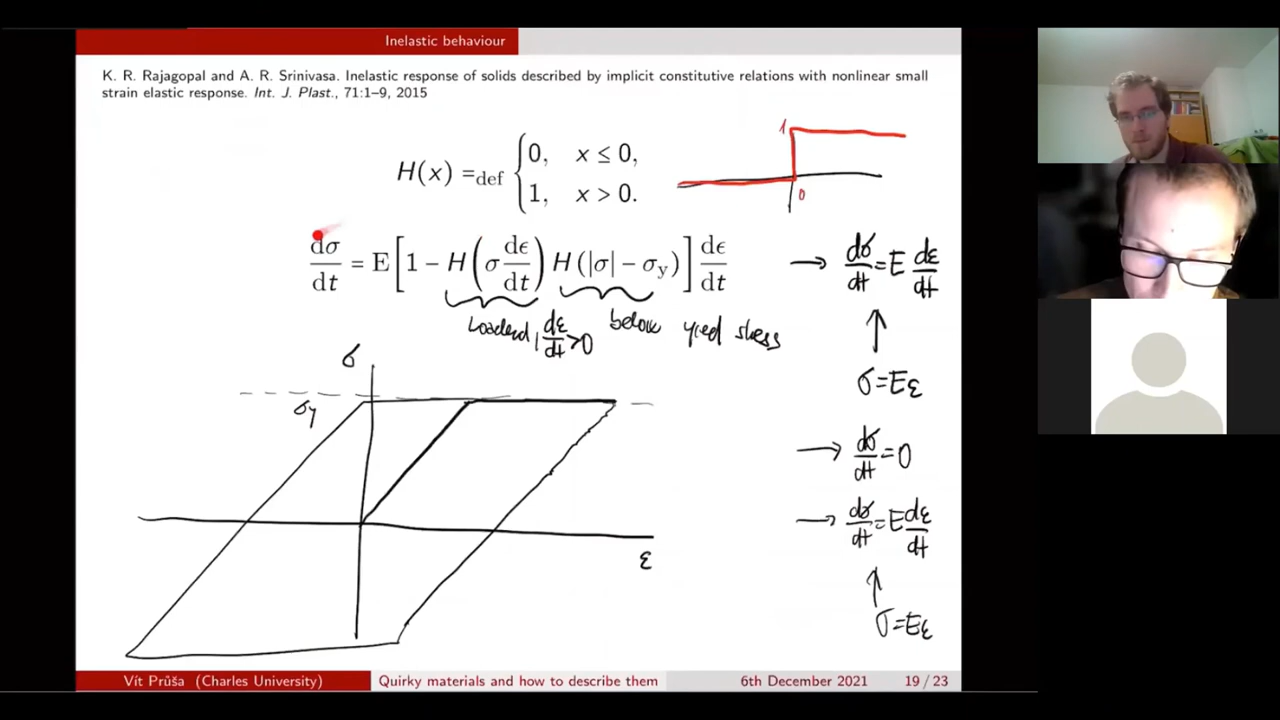 Inelastic behaviour
K. R. Rajagopal and A. R. Srinivasa. Inelastic response of solids described by implicit constitutive relations with nonlinear small
strain elastic response. Int. J. Plast., 71:1–9, 2015
H(x) =def { 0, x ≤ 0,
1, x > 0.
1
0
dσ/dt = E [ 1 − H ( σ dϵ/dt ) H (|σ| − σy) ] dϵ/dt
→ dσ/dt = E dε/dt
Loaded, dε/dt > 0
below yield stress
↑
σ = Eε
→ dσ/dt = 0
→ dσ/dt = E dε/dt
↑
σ = Eε
σ
σy
ε
Vít Průša (Charles University) Quirky materials and how to describe them 6th December 2021 19 / 23